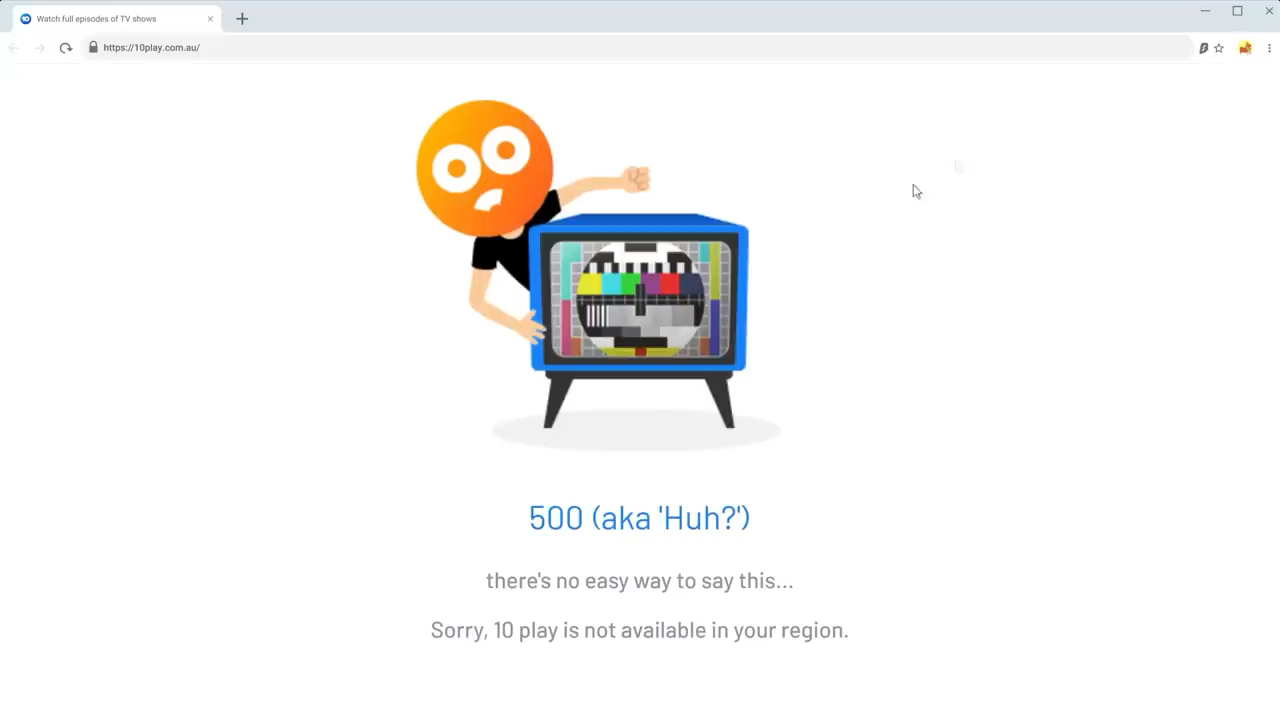 10 Watch full episodes of TV shows
https://10play.com.au/
500 (aka 'Huh?')
there's no easy way to say this...
Sorry, 10 play is not available in your region.